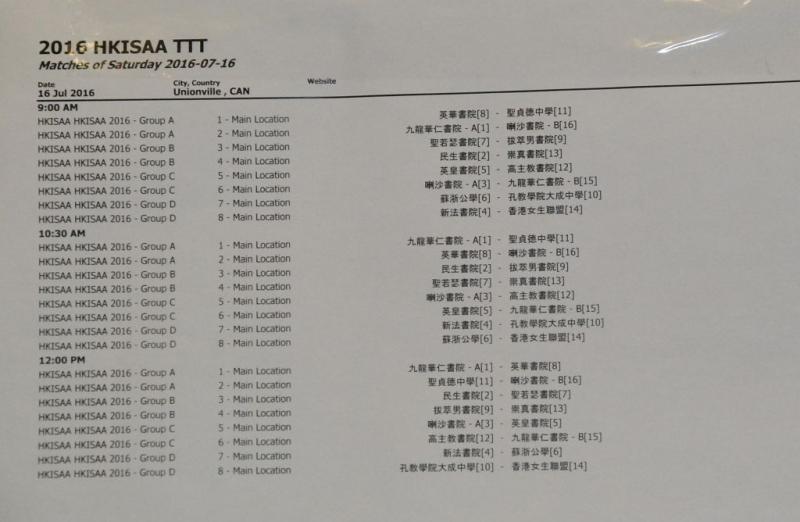 2016 HKISAA TTT
Matches of Saturday 2016-07-16
Date City, Country Website
16 Jul 2016 Unionville , CAN
9:00 AM
HKISAA HKISAA 2016 - Group A 1 - Main Location 英華書院[8] - 聖貞德中學[11]
HKISAA HKISAA 2016 - Group A 2 - Main Location 九龍華仁書院 - A[1] - 喇沙書院 - B[16]
HKISAA HKISAA 2016 - Group B 3 - Main Location 聖若瑟書院[7] - 拔萃男書院[9]
HKISAA HKISAA 2016 - Group B 4 - Main Location 民生書院[2] - 崇真書院[13]
HKISAA HKISAA 2016 - Group C 5 - Main Location 英皇書院[5] - 高主教書院[12]
HKISAA HKISAA 2016 - Group C 6 - Main Location 喇沙書院 - A[3] - 九龍華仁書院 - B[15]
HKISAA HKISAA 2016 - Group D 7 - Main Location 蘇浙公學[6] - 孔教學院大成中學[10]
HKISAA HKISAA 2016 - Group D 8 - Main Location 新法書院[4] - 香港女生聯盟[14]
10:30 AM
HKISAA HKISAA 2016 - Group A 1 - Main Location 九龍華仁書院 - A[1] - 聖貞德中學[11]
HKISAA HKISAA 2016 - Group A 2 - Main Location 英華書院[8] - 喇沙書院 - B[16]
HKISAA HKISAA 2016 - Group B 3 - Main Location 民生書院[2] - 拔萃男書院[9]
HKISAA HKISAA 2016 - Group B 4 - Main Location 聖若瑟書院[7] - 崇真書院[13]
HKISAA HKISAA 2016 - Group C 5 - Main Location 喇沙書院 - A[3] - 高主教書院[12]
HKISAA HKISAA 2016 - Group C 6 - Main Location 英皇書院[5] - 九龍華仁書院 - B[15]
HKISAA HKISAA 2016 - Group D 7 - Main Location 新法書院[4] - 孔教學院大成中學[10]
HKISAA HKISAA 2016 - Group D 8 - Main Location 蘇浙公學[6] - 香港女生聯盟[14]
12:00 PM
HKISAA HKISAA 2016 - Group A 1 - Main Location 九龍華仁書院 - A[1] - 英華書院[8]
HKISAA HKISAA 2016 - Group A 2 - Main Location 聖貞德中學[11] - 喇沙書院 - B[16]
HKISAA HKISAA 2016 - Group B 3 - Main Location 民生書院[2] - 聖若瑟書院[7]
HKISAA HKISAA 2016 - Group B 4 - Main Location 拔萃男書院[9] - 崇真書院[13]
HKISAA HKISAA 2016 - Group C 5 - Main Location 喇沙書院 - A[3] - 英皇書院[5]
HKISAA HKISAA 2016 - Group C 6 - Main Location 高主教書院[12] - 九龍華仁書院 - B[15]
HKISAA HKISAA 2016 - Group D 7 - Main Location 新法書院[4] - 蘇浙公學[6]
HKISAA HKISAA 2016 - Group D 8 - Main Location 孔教學院大成中學[10] - 香港女生聯盟[14]